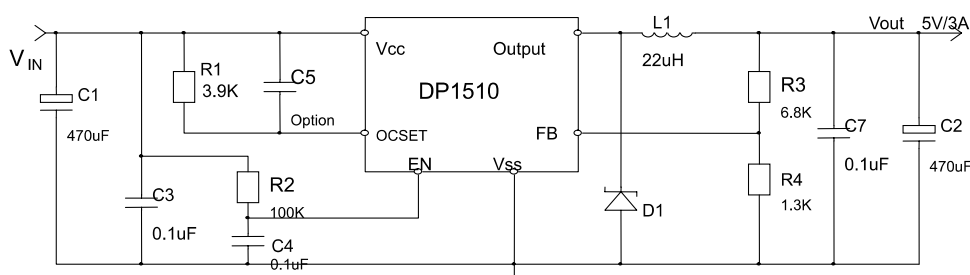 L1
Vout 5V/3A
VIN
Vcc
Output
22uH
R1
3.9K
C5
C1
DP1510
R3
6.8K
470uF
Option
OCSET
FB
C7
C2
0.1uF
470uF
EN
Vss
C3
R2
100K
R4
1.3K
D1
0.1uF
C4
0.1uF